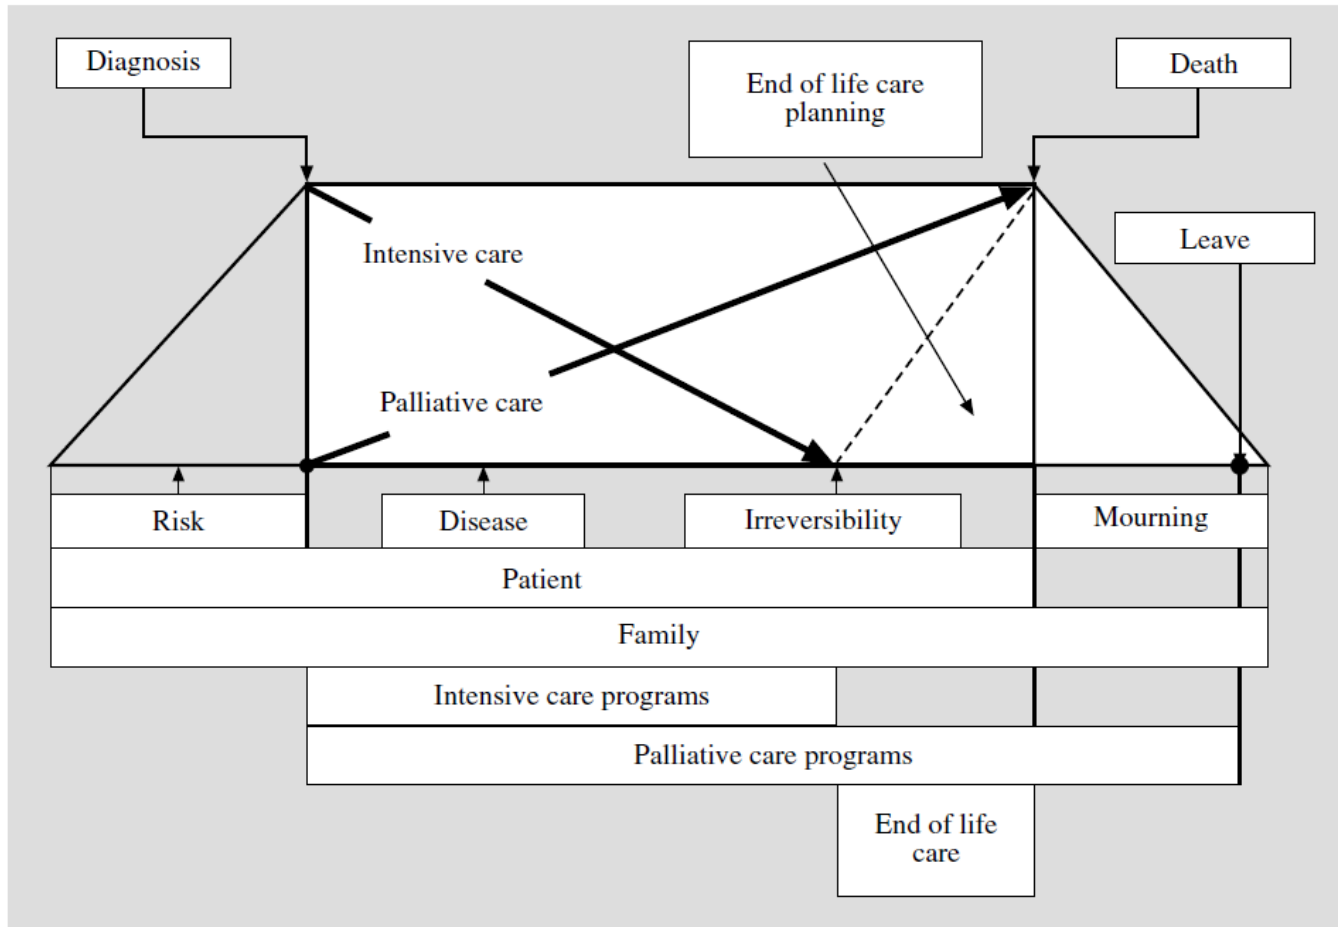 Diagnosis
End of life care
planning
Death
Leave
Intensive care
Palliative care
Risk
Disease
Irreversibility
Mourning
Patient
Family
Intensive care programs
Palliative care programs
End of life
care